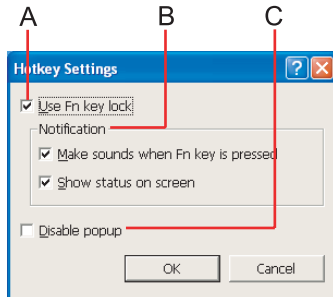 A B C
Hotkey Settings
Use Fn key lock
Notification
Make sounds when Fn key is pressed
Show status on screen
Disable popup
OK Cancel